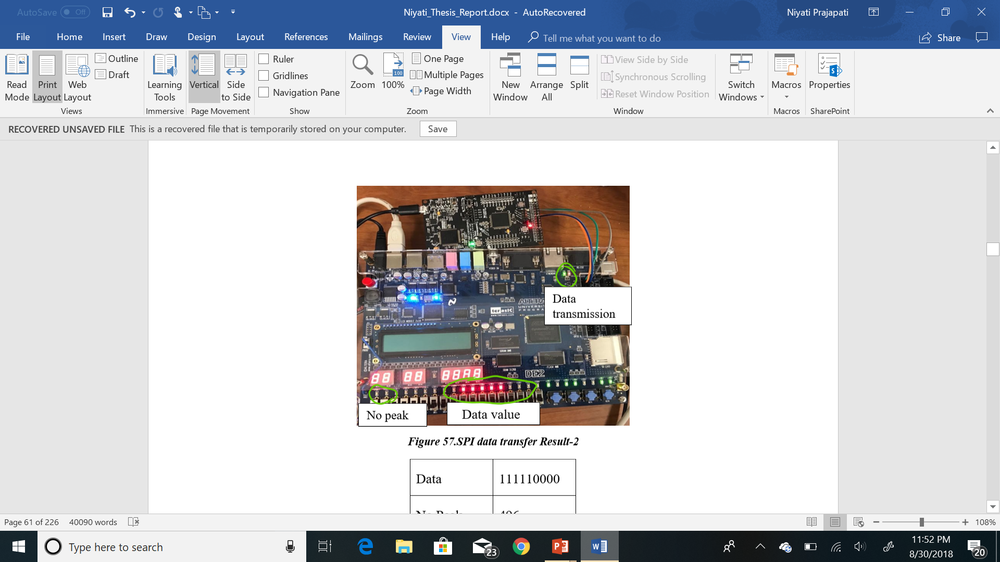 AutoSave Off
Niyati_Thesis_Report.docx - AutoRecovered
Niyati Prajapati
File Home Insert Draw Design Layout References Mailings Review View Help Tell me what you want to do Share
Read Mode
Print Layout
Web Layout
Outline
Draft
Views
Learning Tools
Immersive
Vertical
Side to Side
Page Movement
Ruler
Gridlines
Navigation Pane
Show
Zoom
100
100%
One Page
Multiple Pages
Page Width
Zoom
New Window
Arrange All
Split
View Side by Side
Synchronous Scrolling
Reset Window Position
Switch Windows
Window
Macros
Macros
Properties
SharePoint
RECOVERED UNSAVED FILE This is a recovered file that is temporarily stored on your computer. Save
Data
transmission
ALTERA
terasIC
DE2
No peak
Data value
Figure 57.SPI data transfer Result-2
Data 111110000
Page 61 of 226 40090 words
108%
Type here to search
23
11:52 PM
8/30/2018
20